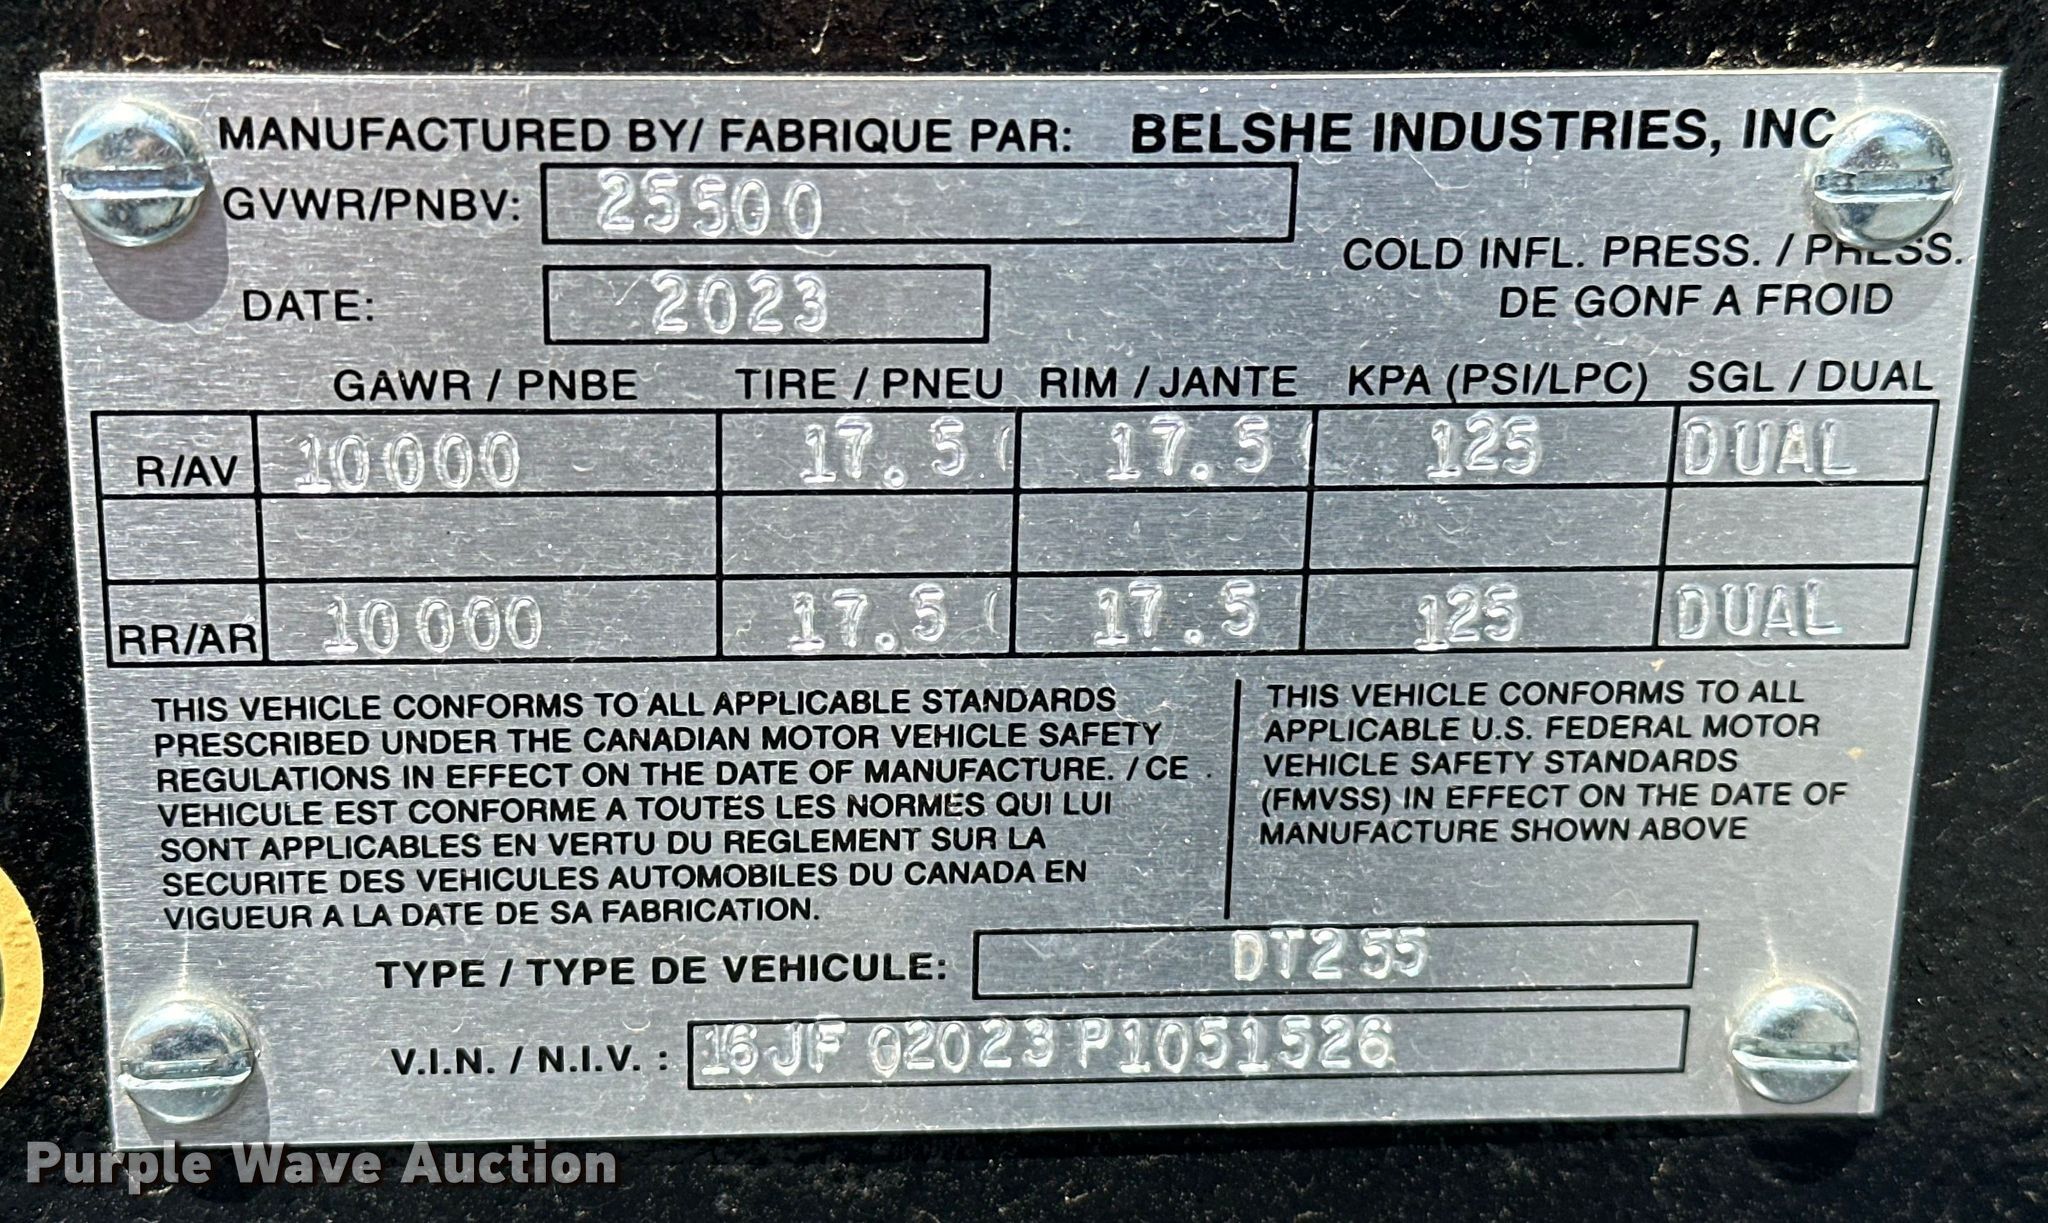 MANUFACTURED BY/ FABRIQUE PAR: BELSHE INDUSTRIES, INC
GVWR/PNBV: 25500
COLD INFL. PRESS. / PRESS.
DATE: 2023
DE GONF A FROID
GAWR / PNBE TIRE / PNEU RIM / JANTE KPA (PSI/LPC) SGL / DUAL
R/AV 10000 17.5 ( 17.5 ( 125 DUAL
RR/AR 10000 17.5 ( 17.5 125 DUAL
THIS VEHICLE CONFORMS TO ALL APPLICABLE STANDARDS
PRESCRIBED UNDER THE CANADIAN MOTOR VEHICLE SAFETY
REGULATIONS IN EFFECT ON THE DATE OF MANUFACTURE. / CE
VEHICULE EST CONFORME A TOUTES LES NORMES QUI LUI
SONT APPLICABLES EN VERTU DU REGLEMENT SUR LA
SECURITE DES VEHICULES AUTOMOBILES DU CANADA EN
VIGUEUR A LA DATE DE SA FABRICATION.
THIS VEHICLE CONFORMS TO ALL
APPLICABLE U.S. FEDERAL MOTOR
VEHICLE SAFETY STANDARDS
(FMVSS) IN EFFECT ON THE DATE OF
MANUFACTURE SHOWN ABOVE
TYPE / TYPE DE VEHICULE: DT255
V.I.N. / N.I.V. : 16JF02023P1051526
Purple Wave Auction